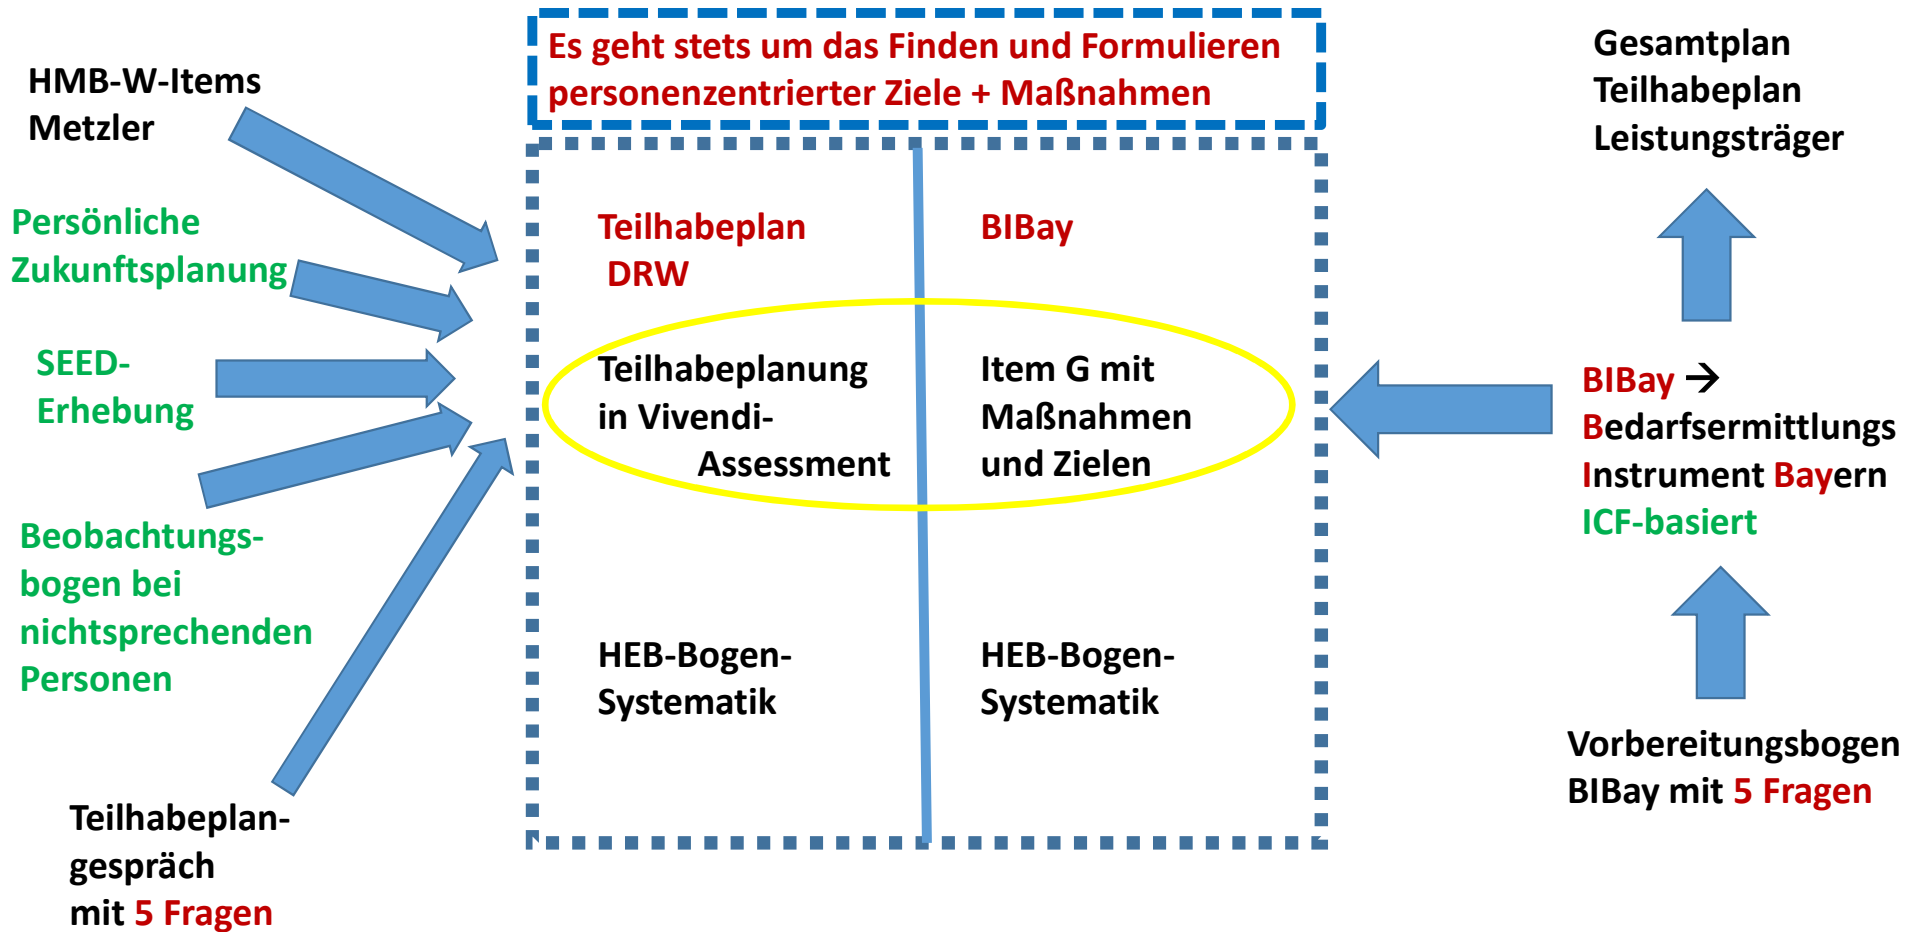 Es geht stets um das Finden und Formulieren
personenzentrierter Ziele + Maßnahmen
HMB-W-Items
Metzler
Persönliche
Zukunftsplanung
SEED-
Erhebung
Beobachtungs-
bogen bei
nichtsprechenden
Personen
Teilhabeplan-
gespräch
mit 5 Fragen
Teilhabeplan
DRW
Teilhabeplanung
in Vivendi-
Assessment
HEB-Bogen-
Systematik
BIBay
Item G mit
Maßnahmen
und Zielen
HEB-Bogen-
Systematik
Gesamtplan
Teilhabeplan
Leistungsträger
BIBay →
Bedarfsermittlungs
Instrument Bayern
ICF-basiert
Vorbereitungsbogen
BIBay mit 5 Fragen